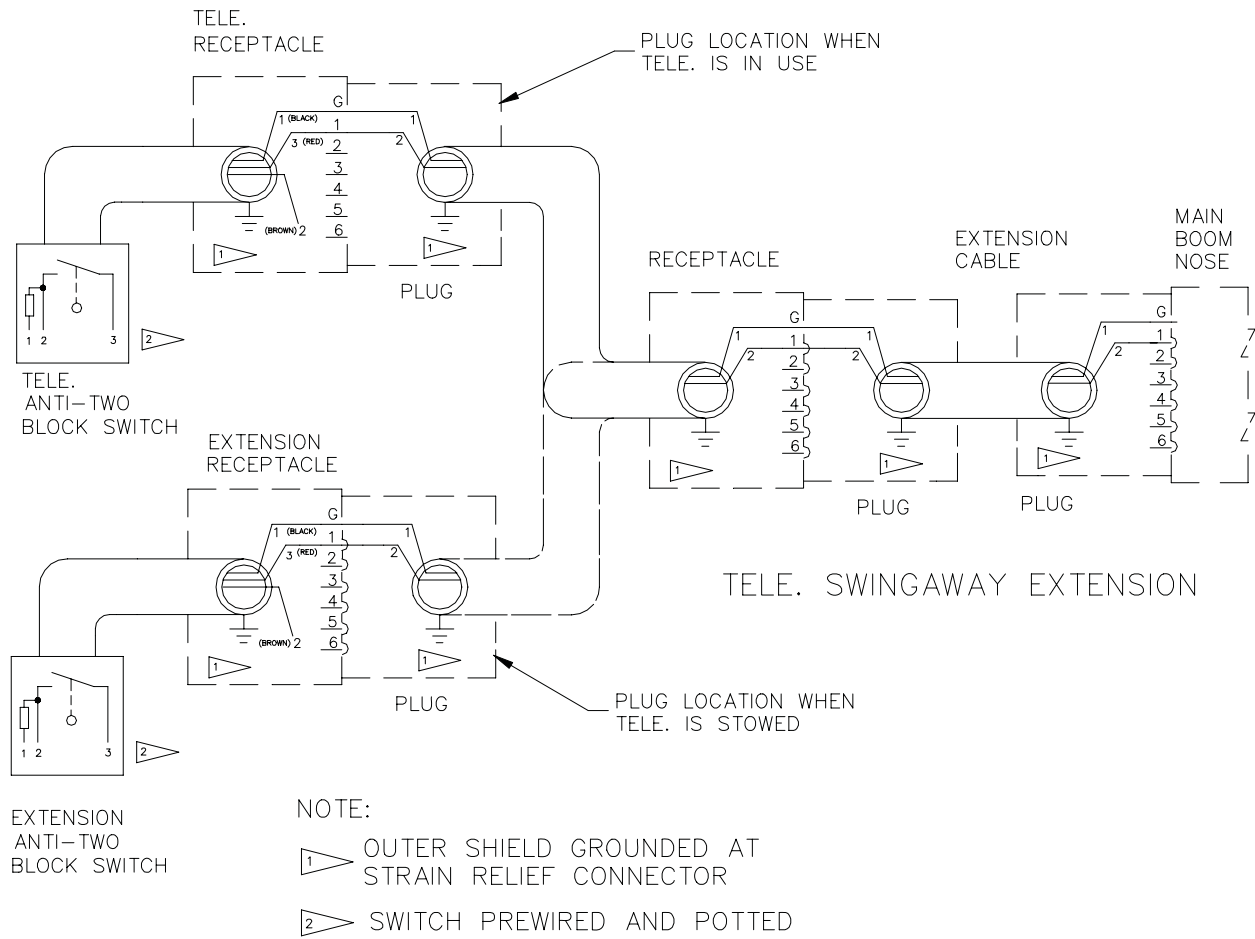 TELE.
RECEPTACLE
PLUG LOCATION WHEN
TELE. IS IN USE
G
1 (BLACK)
1
1
3 (RED)
2
2
3
4
5
6
(BROWN) 2
1
1
PLUG
1 2
3
2
TELE.
ANTI-TWO
BLOCK SWITCH
RECEPTACLE
EXTENSION
CABLE
MAIN
BOOM
NOSE
G
1
1
1
2
2
2
3
4
5
6
1
1
PLUG
G
1
1
2
2
3
4
5
6
1
PLUG
TELE. SWINGAWAY EXTENSION
EXTENSION
RECEPTACLE
G
1 (BLACK)
1
1
3 (RED)
2
2
3
4
5
6
(BROWN) 2
1
1
PLUG
PLUG LOCATION WHEN
TELE. IS STOWED
1 2
3
2
EXTENSION
ANTI-TWO
BLOCK SWITCH
NOTE:
1 OUTER SHIELD GROUNDED AT
STRAIN RELIEF CONNECTOR
2 SWITCH PREWIRED AND POTTED